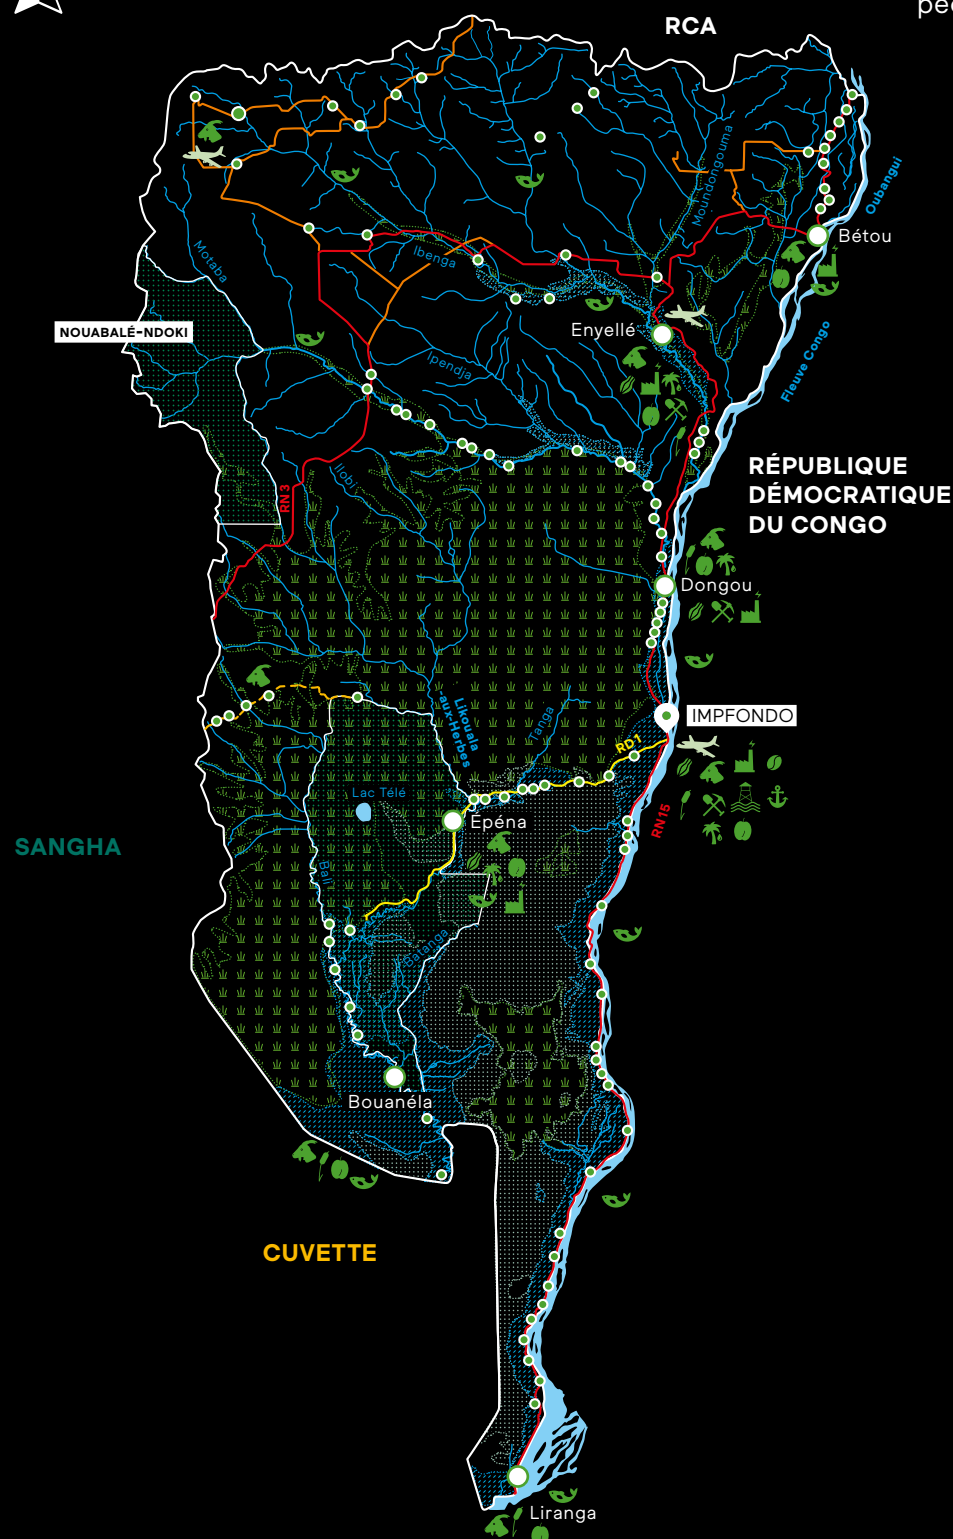 RCA
Moundongouma
Oubangui
Bétou
Motaba
Ibenga
NOUABALÉ-NDOKI
Enyellé
Fleuve Congo
Ipendja
RÉPUBLIQUE
DÉMOCRATIQUE
DU CONGO
Ilobi
RN3
Dongou
Likouala
-aux-Herbes
Tanga
IMPFONDO
RD1
Lac Télé
Épéna
RN15
SANGHA
Bali
Batanga
Bouanéla
CUVETTE
Liranga